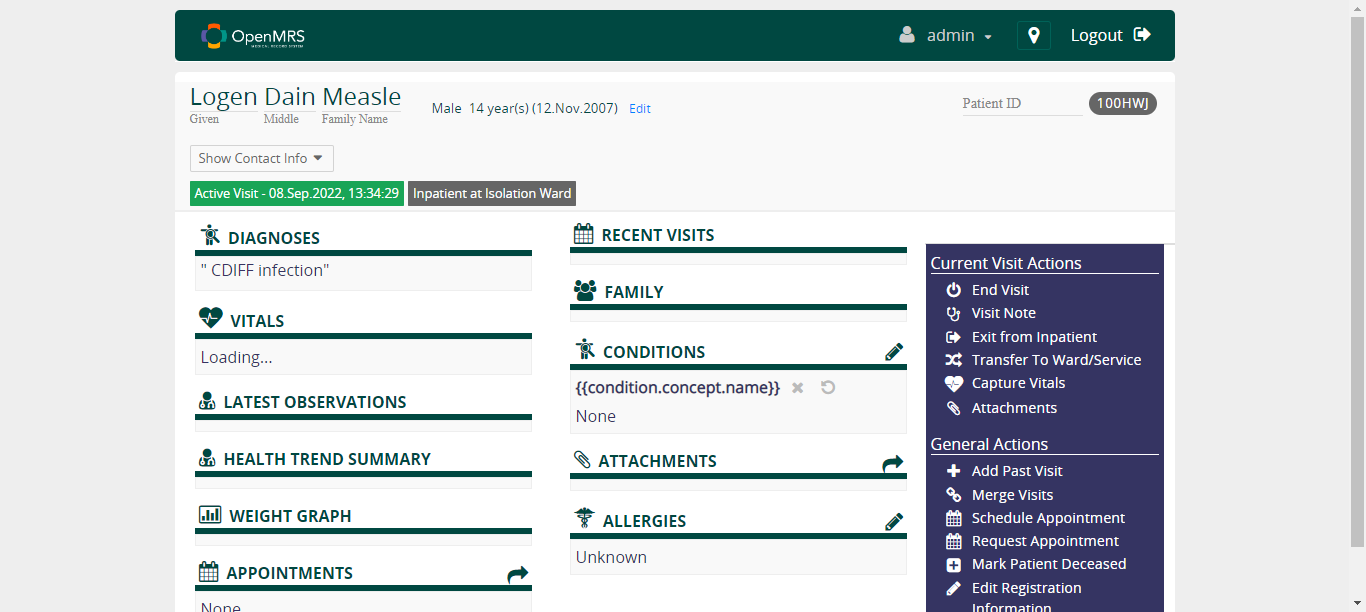 OpenMRS
MEDICAL RECORD SYSTEM
admin
Logout
Logen Dain Measle
Given Middle Family Name
Male 14 year(s) (12.Nov.2007) Edit
Patient ID 100HWJ
Show Contact Info
Active Visit - 08.Sep.2022, 13:34:29 Inpatient at Isolation Ward
DIAGNOSES
" CDIFF infection"
VITALS
Loading...
LATEST OBSERVATIONS
HEALTH TREND SUMMARY
WEIGHT GRAPH
APPOINTMENTS
None
RECENT VISITS
FAMILY
CONDITIONS
{{condition.concept.name}}
None
ATTACHMENTS
ALLERGIES
Unknown
Current Visit Actions
End Visit
Visit Note
Exit from Inpatient
Transfer To Ward/Service
Capture Vitals
Attachments
General Actions
Add Past Visit
Merge Visits
Schedule Appointment
Request Appointment
Mark Patient Deceased
Edit Registration
Information